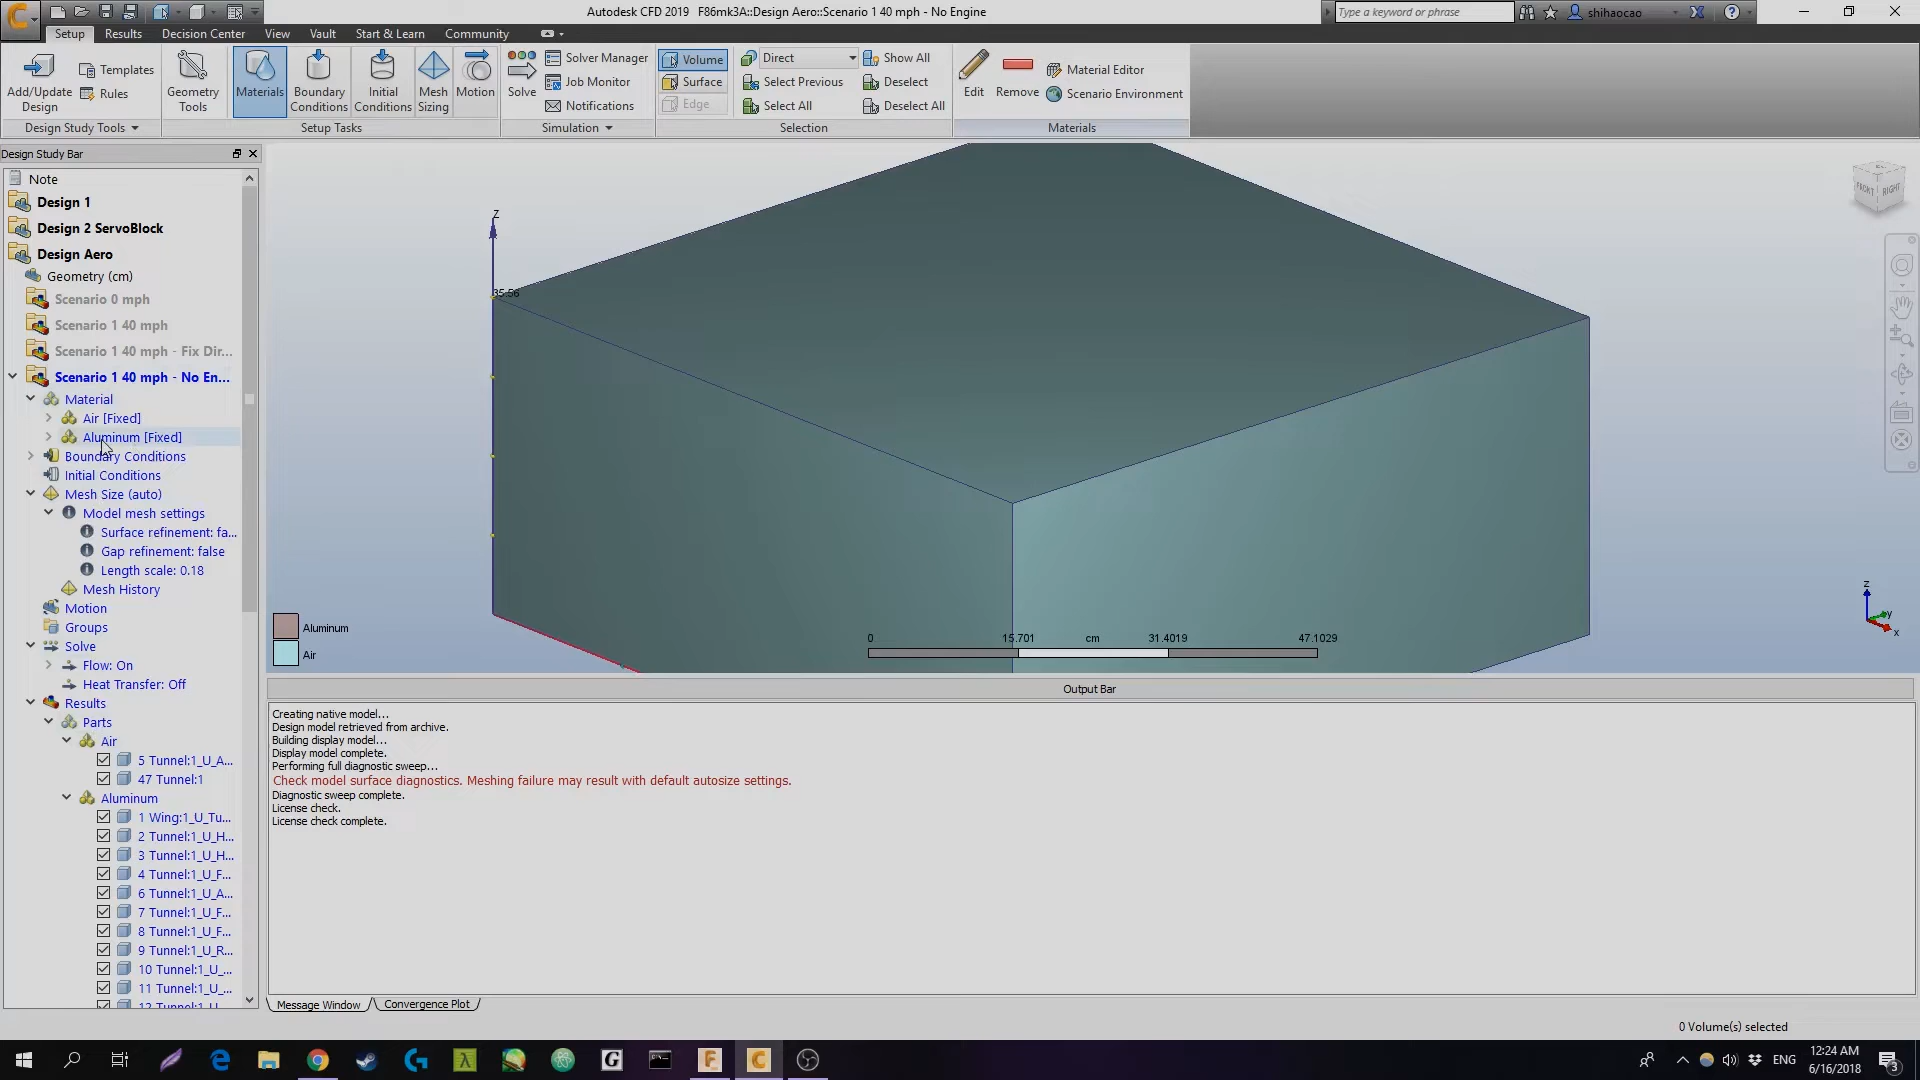 Autodesk CFD 2019 F86mk3A::Design Aero::Scenario 1 40 mph - No Engine
Type a keyword or phrase
shihaocao
Setup Results Decision Center View Vault Start & Learn Community
Add/Update Design
Templates
Rules
Design Study Tools
Geometry Tools
Materials
Boundary Conditions
Initial Conditions
Mesh Sizing
Motion
Setup Tasks
Solve
Solver Manager
Job Monitor
Notifications
Simulation
Volume
Surface
Edge
Direct
Select Previous
Select All
Show All
Deselect
Deselect All
Selection
Edit
Remove
Material Editor
Scenario Environment
Materials
Design Study Bar
Note
Design 1
Design 2 ServoBlock
Design Aero
Geometry (cm)
Scenario 0 mph
Scenario 1 40 mph
Scenario 1 40 mph - Fix Dir...
Scenario 1 40 mph - No En...
Material
Air [Fixed]
Aluminum [Fixed]
Boundary Conditions
Initial Conditions
Mesh Size (auto)
Model mesh settings
Surface refinement: fa...
Gap refinement: false
Length scale: 0.18
Mesh History
Motion
Groups
Solve
Flow: On
Heat Transfer: Off
Results
Parts
Air
5 Tunnel:1_U_A...
47 Tunnel:1
Aluminum
1 Wing:1_U_Tu...
2 Tunnel:1_U_H...
3 Tunnel:1_U_H...
4 Tunnel:1_U_F...
6 Tunnel:1_U_A...
7 Tunnel:1_U_F...
8 Tunnel:1_U_F...
9 Tunnel:1_U_R...
10 Tunnel:1_U_...
11 Tunnel:1_U_...
Z
35.56
FRONT RIGHT
Z
Y
X
Aluminum
Air
0 15.701 cm 31.4019 47.1029
Output Bar
Creating native model...
Design model retrieved from archive.
Building display model...
Display model complete.
Performing full diagnostic sweep...
Check model surface diagnostics. Meshing failure may result with default autosize settings.
Diagnostic sweep complete.
License check.
License check complete.
Message Window Convergence Plot
0 Volume(s) selected
ENG
12:24 AM
6/16/2018
3